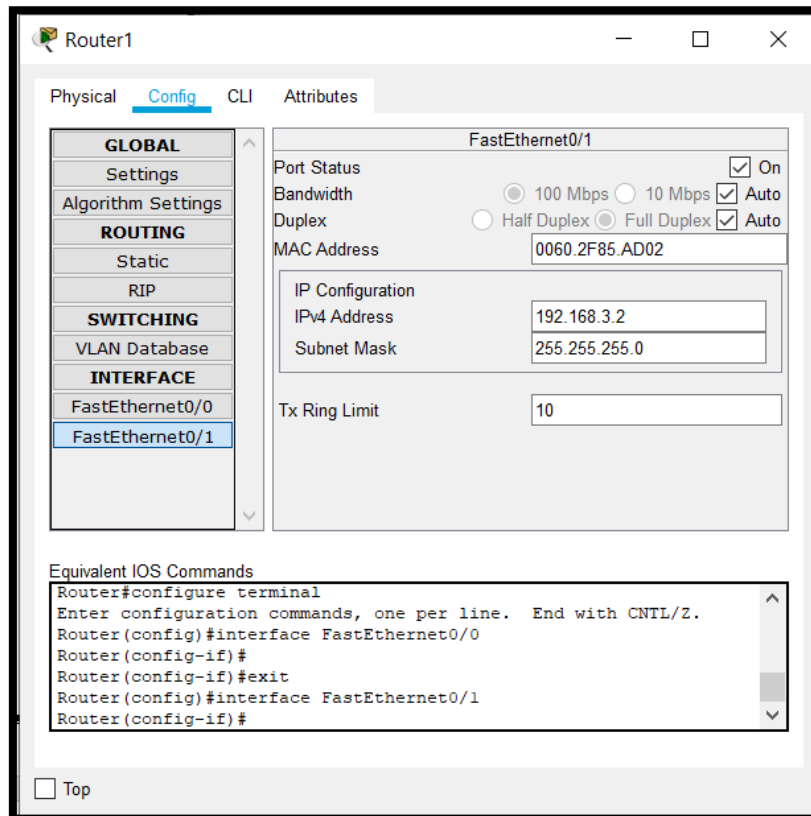 Router1
Physical Config CLI Attributes
GLOBAL
Settings
Algorithm Settings
ROUTING
Static
RIP
SWITCHING
VLAN Database
INTERFACE
FastEthernet0/0
FastEthernet0/1
FastEthernet0/1
Port Status On
Bandwidth 100 Mbps 10 Mbps Auto
Duplex Half Duplex Full Duplex Auto
MAC Address 0060.2F85.AD02
IP Configuration
IPv4 Address 192.168.3.2
Subnet Mask 255.255.255.0
Tx Ring Limit 10
Equivalent IOS Commands
Router#configure terminal
Enter configuration commands, one per line. End with CNTL/Z.
Router(config)#interface FastEthernet0/0
Router(config-if)#
Router(config-if)#exit
Router(config)#interface FastEthernet0/1
Router(config-if)#
Top